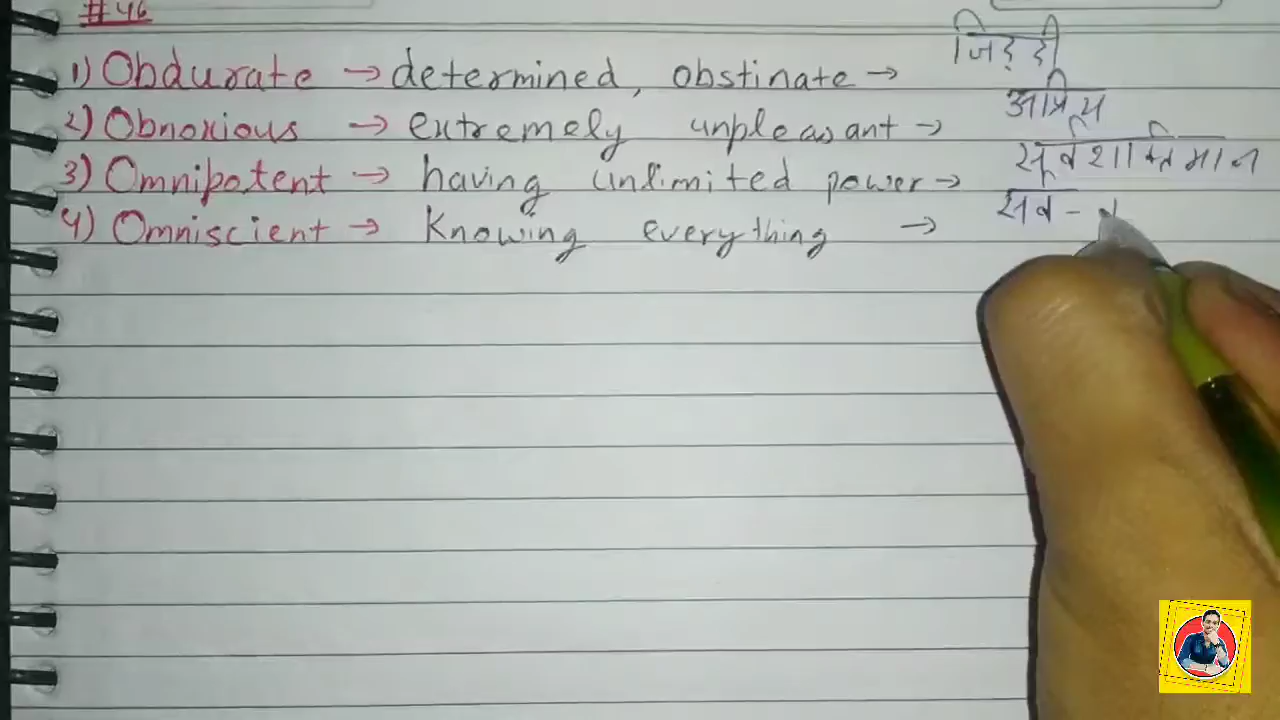 #46
1) Obdurate → determined, obstinate → जिद्दी
2) Obnoxious → extremely unpleasant → अप्रिय
3) Omnipotent → having unlimited power → सर्वशक्तिमान
4) Omniscient → Knowing everything → सर्व -